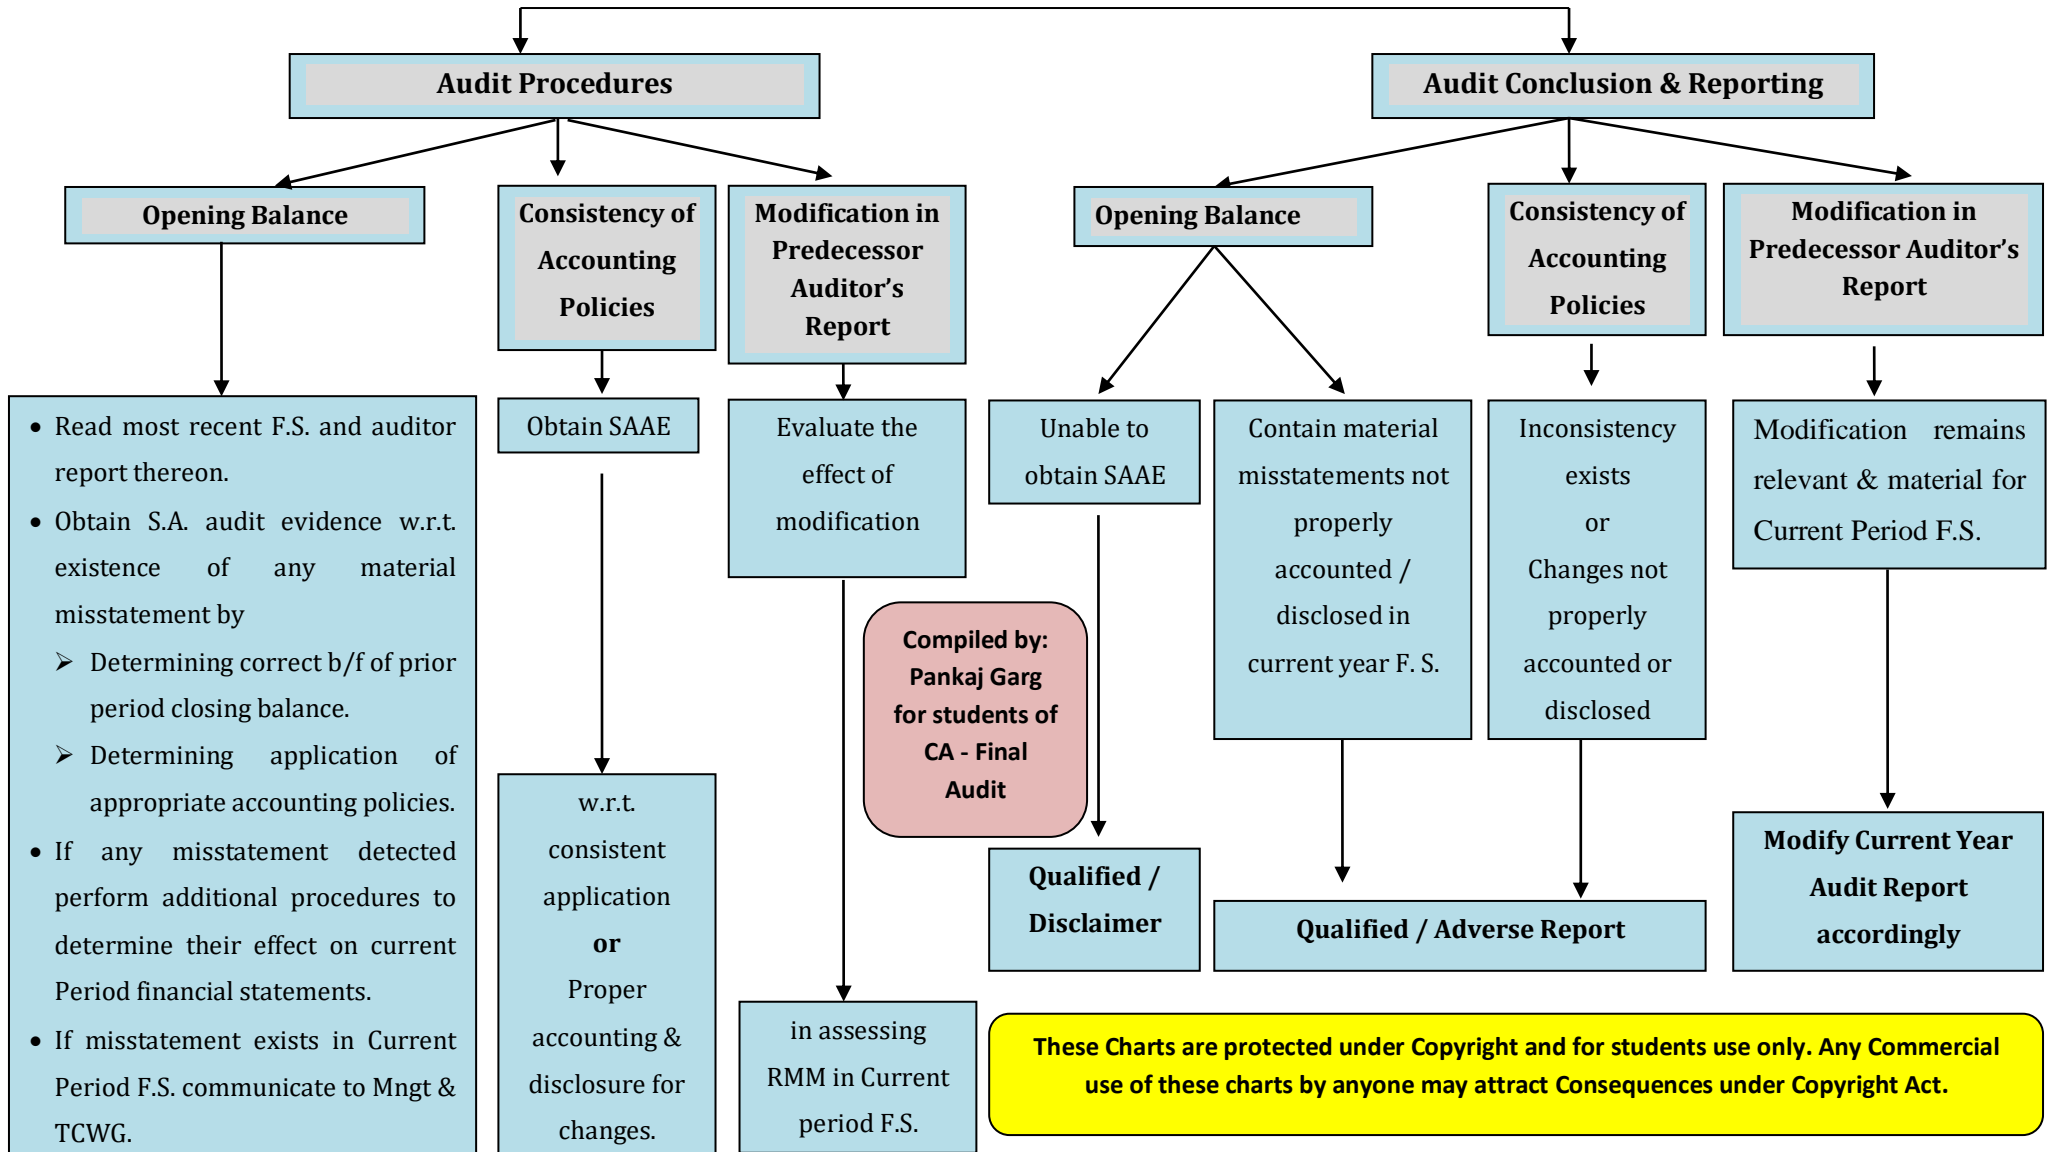 Audit Procedures
Audit Conclusion & Reporting
Opening Balance
Consistency of
Accounting
Policies
Modification in
Predecessor
Auditor’s
Report
Opening Balance
Consistency of
Accounting
Policies
Modification in
Predecessor Auditor’s
Report
• Read most recent F.S. and auditor
report thereon.
• Obtain S.A. audit evidence w.r.t.
existence of any material
misstatement by
➢ Determining correct b/f of prior
period closing balance.
➢ Determining application of
appropriate accounting policies.
• If any misstatement detected
perform additional procedures to
determine their effect on current
Period financial statements.
• If misstatement exists in Current
Period F.S. communicate to Mngt &
TCWG.
Obtain SAAE
w.r.t.
consistent
application
or
Proper
accounting &
disclosure for
changes.
Evaluate the
effect of
modification
in assessing
RMM in Current
period F.S.
Compiled by:
Pankaj Garg
for students of
CA - Final
Audit
Unable to
obtain SAAE
Qualified /
Disclaimer
Contain material
misstatements not
properly
accounted /
disclosed in
current year F. S.
Inconsistency
exists
or
Changes not
properly
accounted or
disclosed
Qualified / Adverse Report
Modification remains
relevant & material for
Current Period F.S.
Modify Current Year
Audit Report
accordingly
These Charts are protected under Copyright and for students use only. Any Commercial
use of these charts by anyone may attract Consequences under Copyright Act.